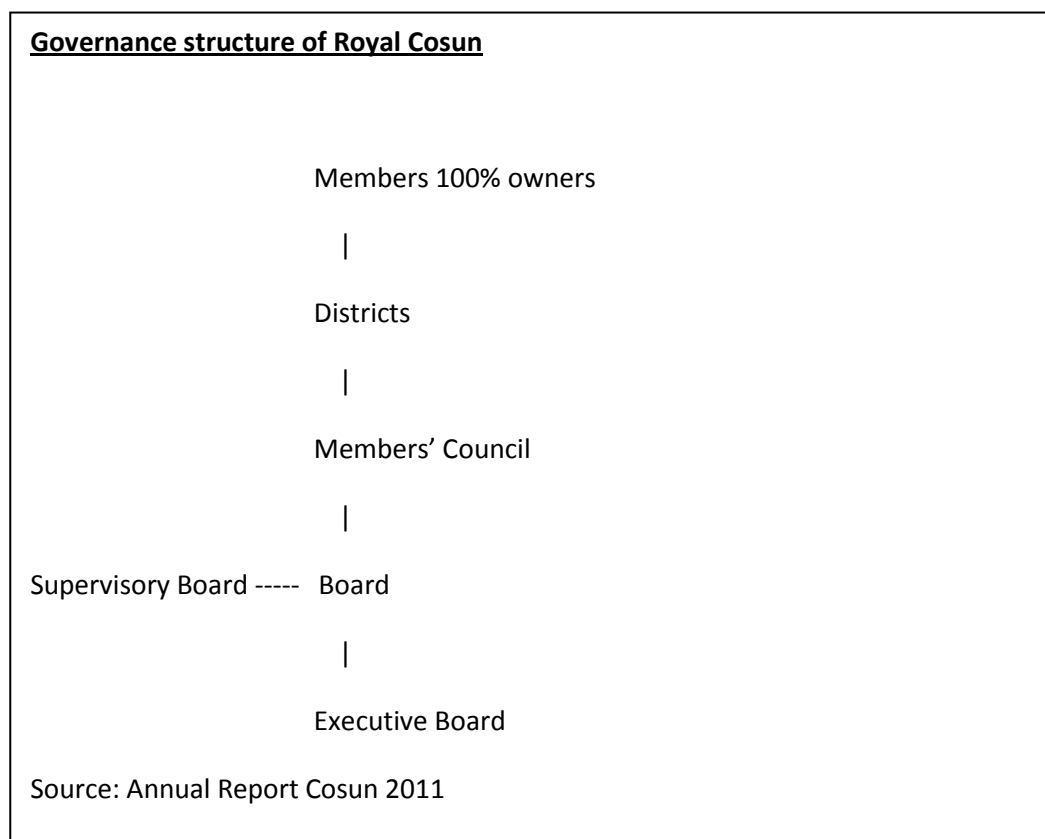 Governance structure of Royal Cosun
Members 100% owners
|
Districts
|
Members’ Council
|
Supervisory Board ----- Board
|
Executive Board
Source: Annual Report Cosun 2011